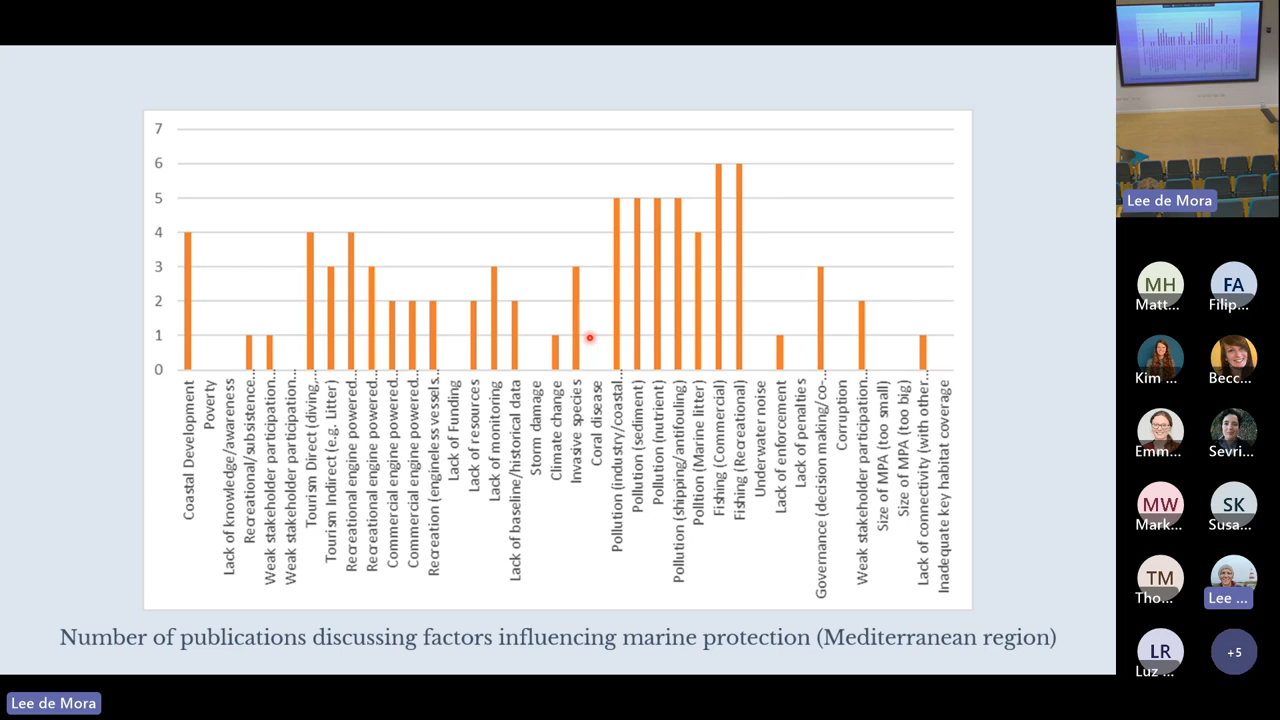 7
6
5
4
3
2
1
0
Coastal Development
Poverty
Lack of knowledge/awareness
Recreational/subsistence...
Weak stakeholder participation...
Weak stakeholder participation...
Tourism Direct (diving,...
Tourism Indirect (e.g. Litter)
Recreational engine powered...
Recreational engine powered...
Commercial engine powered...
Commercial engine powered...
Recreation (engineless vessels...
Lack of Funding
Lack of resources
Lack of monitoring
Lack of baseline/historical data
Storm damage
Climate change
Invasive species
Coral disease
Pollution (industry/coastal...
Pollution (sediment)
Pollution (nutrient)
Pollution (shipping/antifouling)
Polltion (Marine litter)
Fishing (Commercial)
Fishing (Recreational)
Underwater noise
Lack of enforcement
Lack of penalties
Governance (decision making/co-...
Corruption
Weak stakeholder participation...
Size of MPA (too small)
Size of MPA (too big)
Lack of connectivity (with other...
Inadequate key habitat coverage
Number of publications discussing factors influencing marine protection (Mediterranean region)
Lee de Mora
Lee de Mora
MH
Matt...
FA
Filip...
Kim ...
Becc...
Emm...
Sevri...
MW
Mark...
SK
Susa...
TM
Tho...
Lee ...
LR
Luz ...
+5